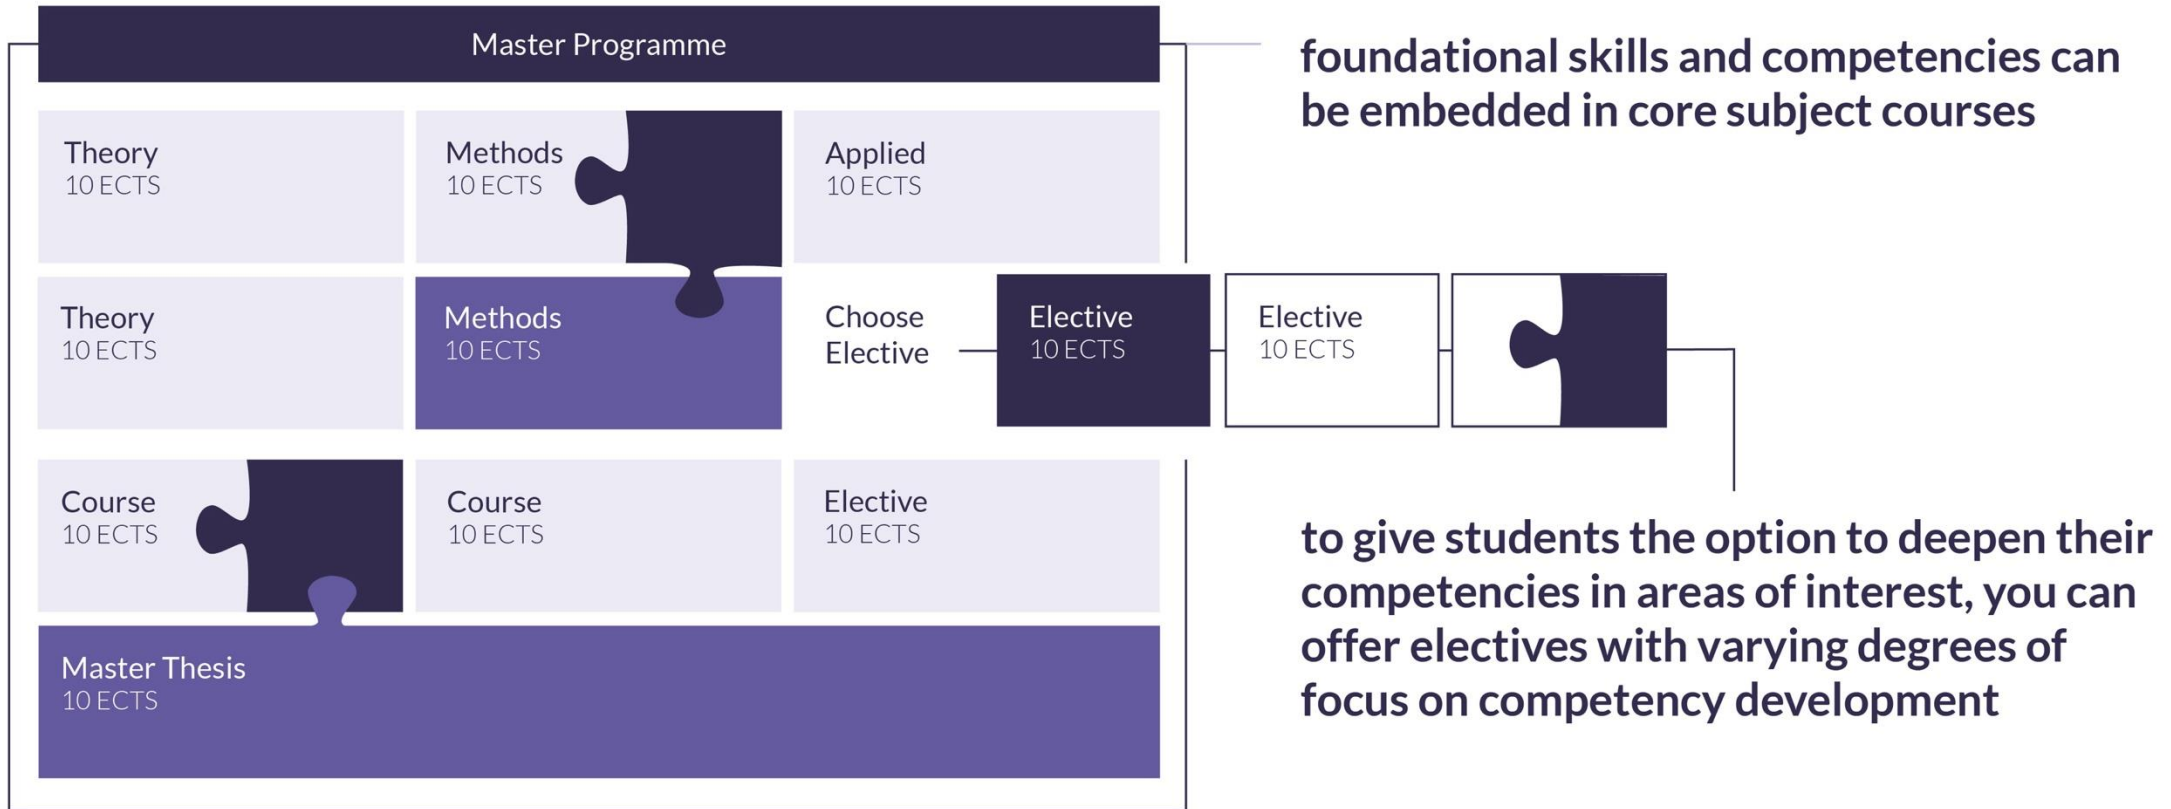 Master Programme
foundational skills and competencies can
be embedded in core subject courses
Theory
10 ECTS
Methods
10 ECTS
Applied
10 ECTS
Theory
10 ECTS
Methods
10 ECTS
Choose
Elective
Elective
10 ECTS
Elective
10 ECTS
Course
10 ECTS
Course
10 ECTS
Elective
10 ECTS
to give students the option to deepen their
competencies in areas of interest, you can
offer electives with varying degrees of
focus on competency development
Master Thesis
10 ECTS